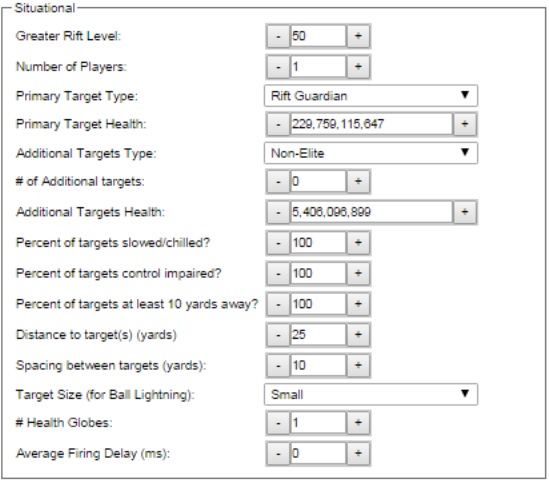 Situational
Greater Rift Level: - 50 +
Number of Players: - 1 +
Primary Target Type: Rift Guardian ▼
Primary Target Health: - 229,759,115,647 +
Additional Targets Type: Non-Elite ▼
# of Additional targets: - 0 +
Additional Targets Health: - 5,406,096,899 +
Percent of targets slowed/chilled? - 100 +
Percent of targets control impaired? - 100 +
Percent of targets at least 10 yards away? - 100 +
Distance to target(s) (yards) - 25 +
Spacing between targets (yards): - 10 +
Target Size (for Ball Lightning): Small ▼
# Health Globes: - 1 +
Average Firing Delay (ms): - 0 +